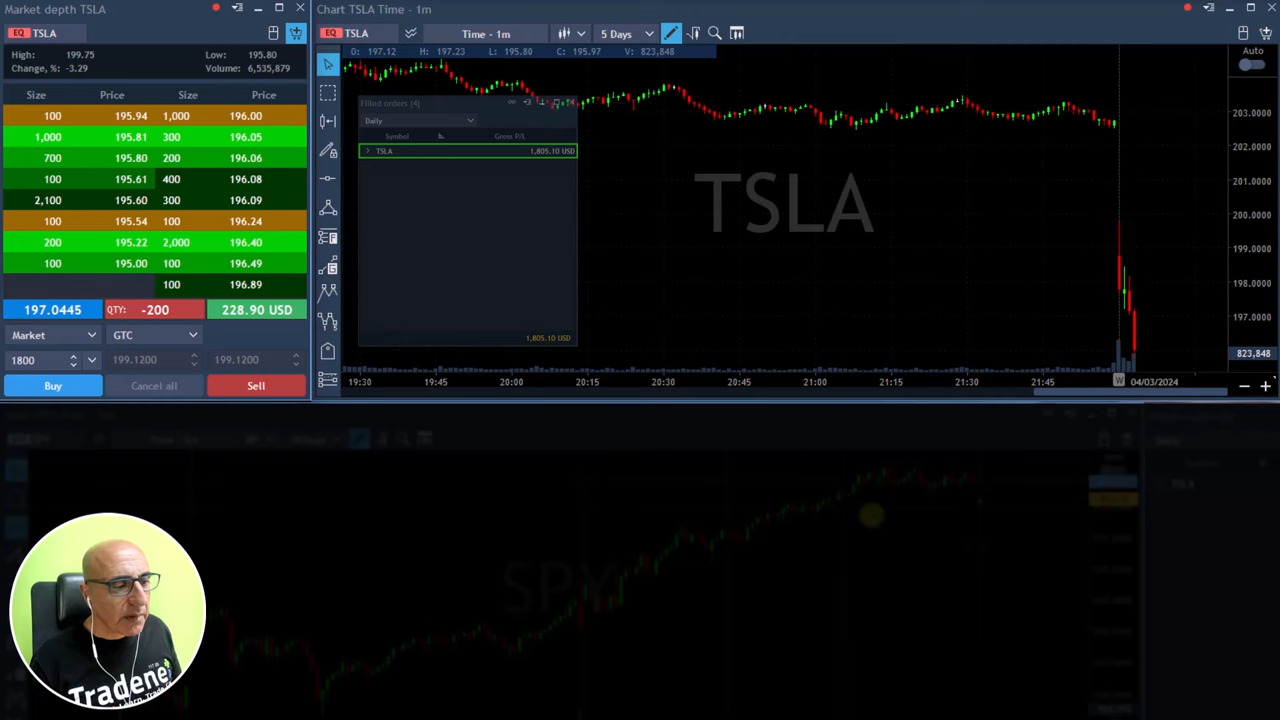 Market depth TSLA
EQ TSLA
High: 199.75 Low: 195.80
Change, %: -3.29 Volume: 6,535,879
Size Price Size Price
100 195.94 1,000 196.00
1,000 195.81 300 196.05
700 195.80 200 196.06
100 195.61 400 196.08
2,100 195.60 300 196.09
100 195.54 100 196.24
200 195.22 2,000 196.40
100 195.00 100 196.49
100 196.89
197.0445 QTY: -200 228.90 USD
Market GTC
1800 199.1200 199.1200
Buy Cancel all Sell
Chart TSLA Time - 1m
EQ TSLA Time - 1m 5 Days
O: 197.12 H: 197.23 L: 195.80 C: 195.97 V: 823,848
Auto
Filled orders (4)
Daily
Symbol Gross P/L
TSLA 1,805.10 USD
1,805.10 USD
TSLA
203.0000
202.0000
201.0000
200.0000
199.0000
198.0000
197.0000
823,848
19:30 19:45 20:00 20:15 20:30 20:45 21:00 21:15 21:30 21:45 W 04/03/2024
TSLA
SPY
Tradenet